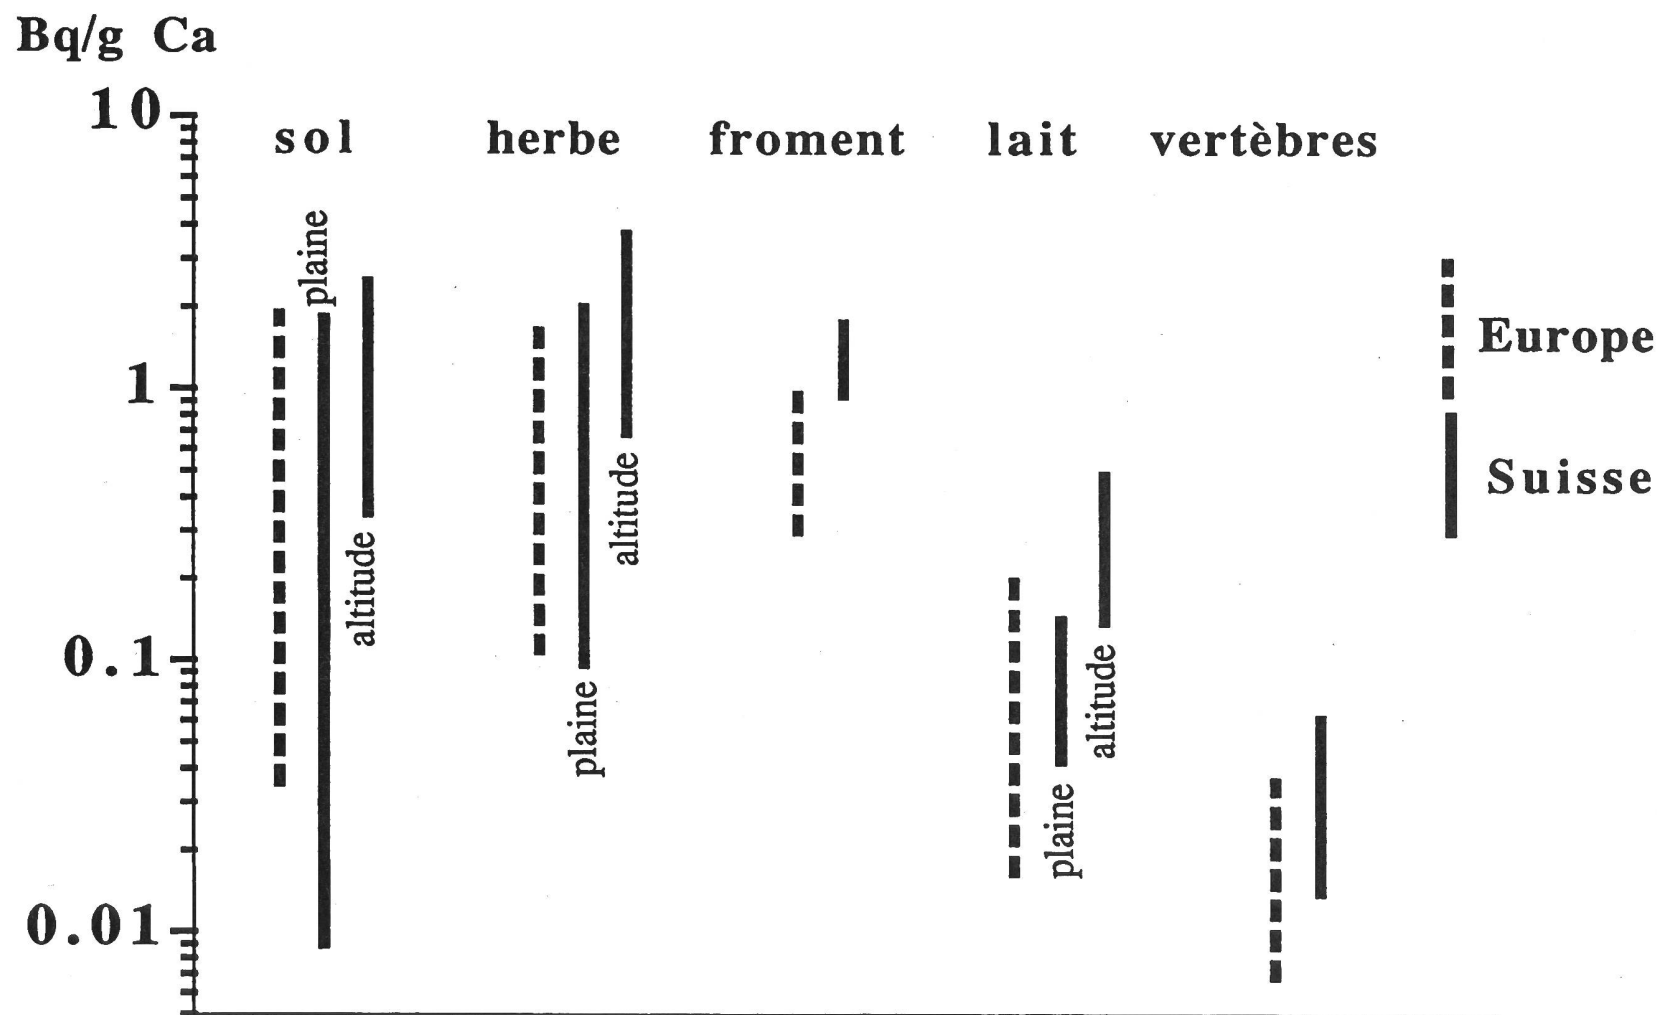 Bq/g Ca
10
sol herbe froment lait vertèbres
plaine
1
Europe
Suisse
altitude
altitude
0.1
plaine
altitude
plaine
0.01